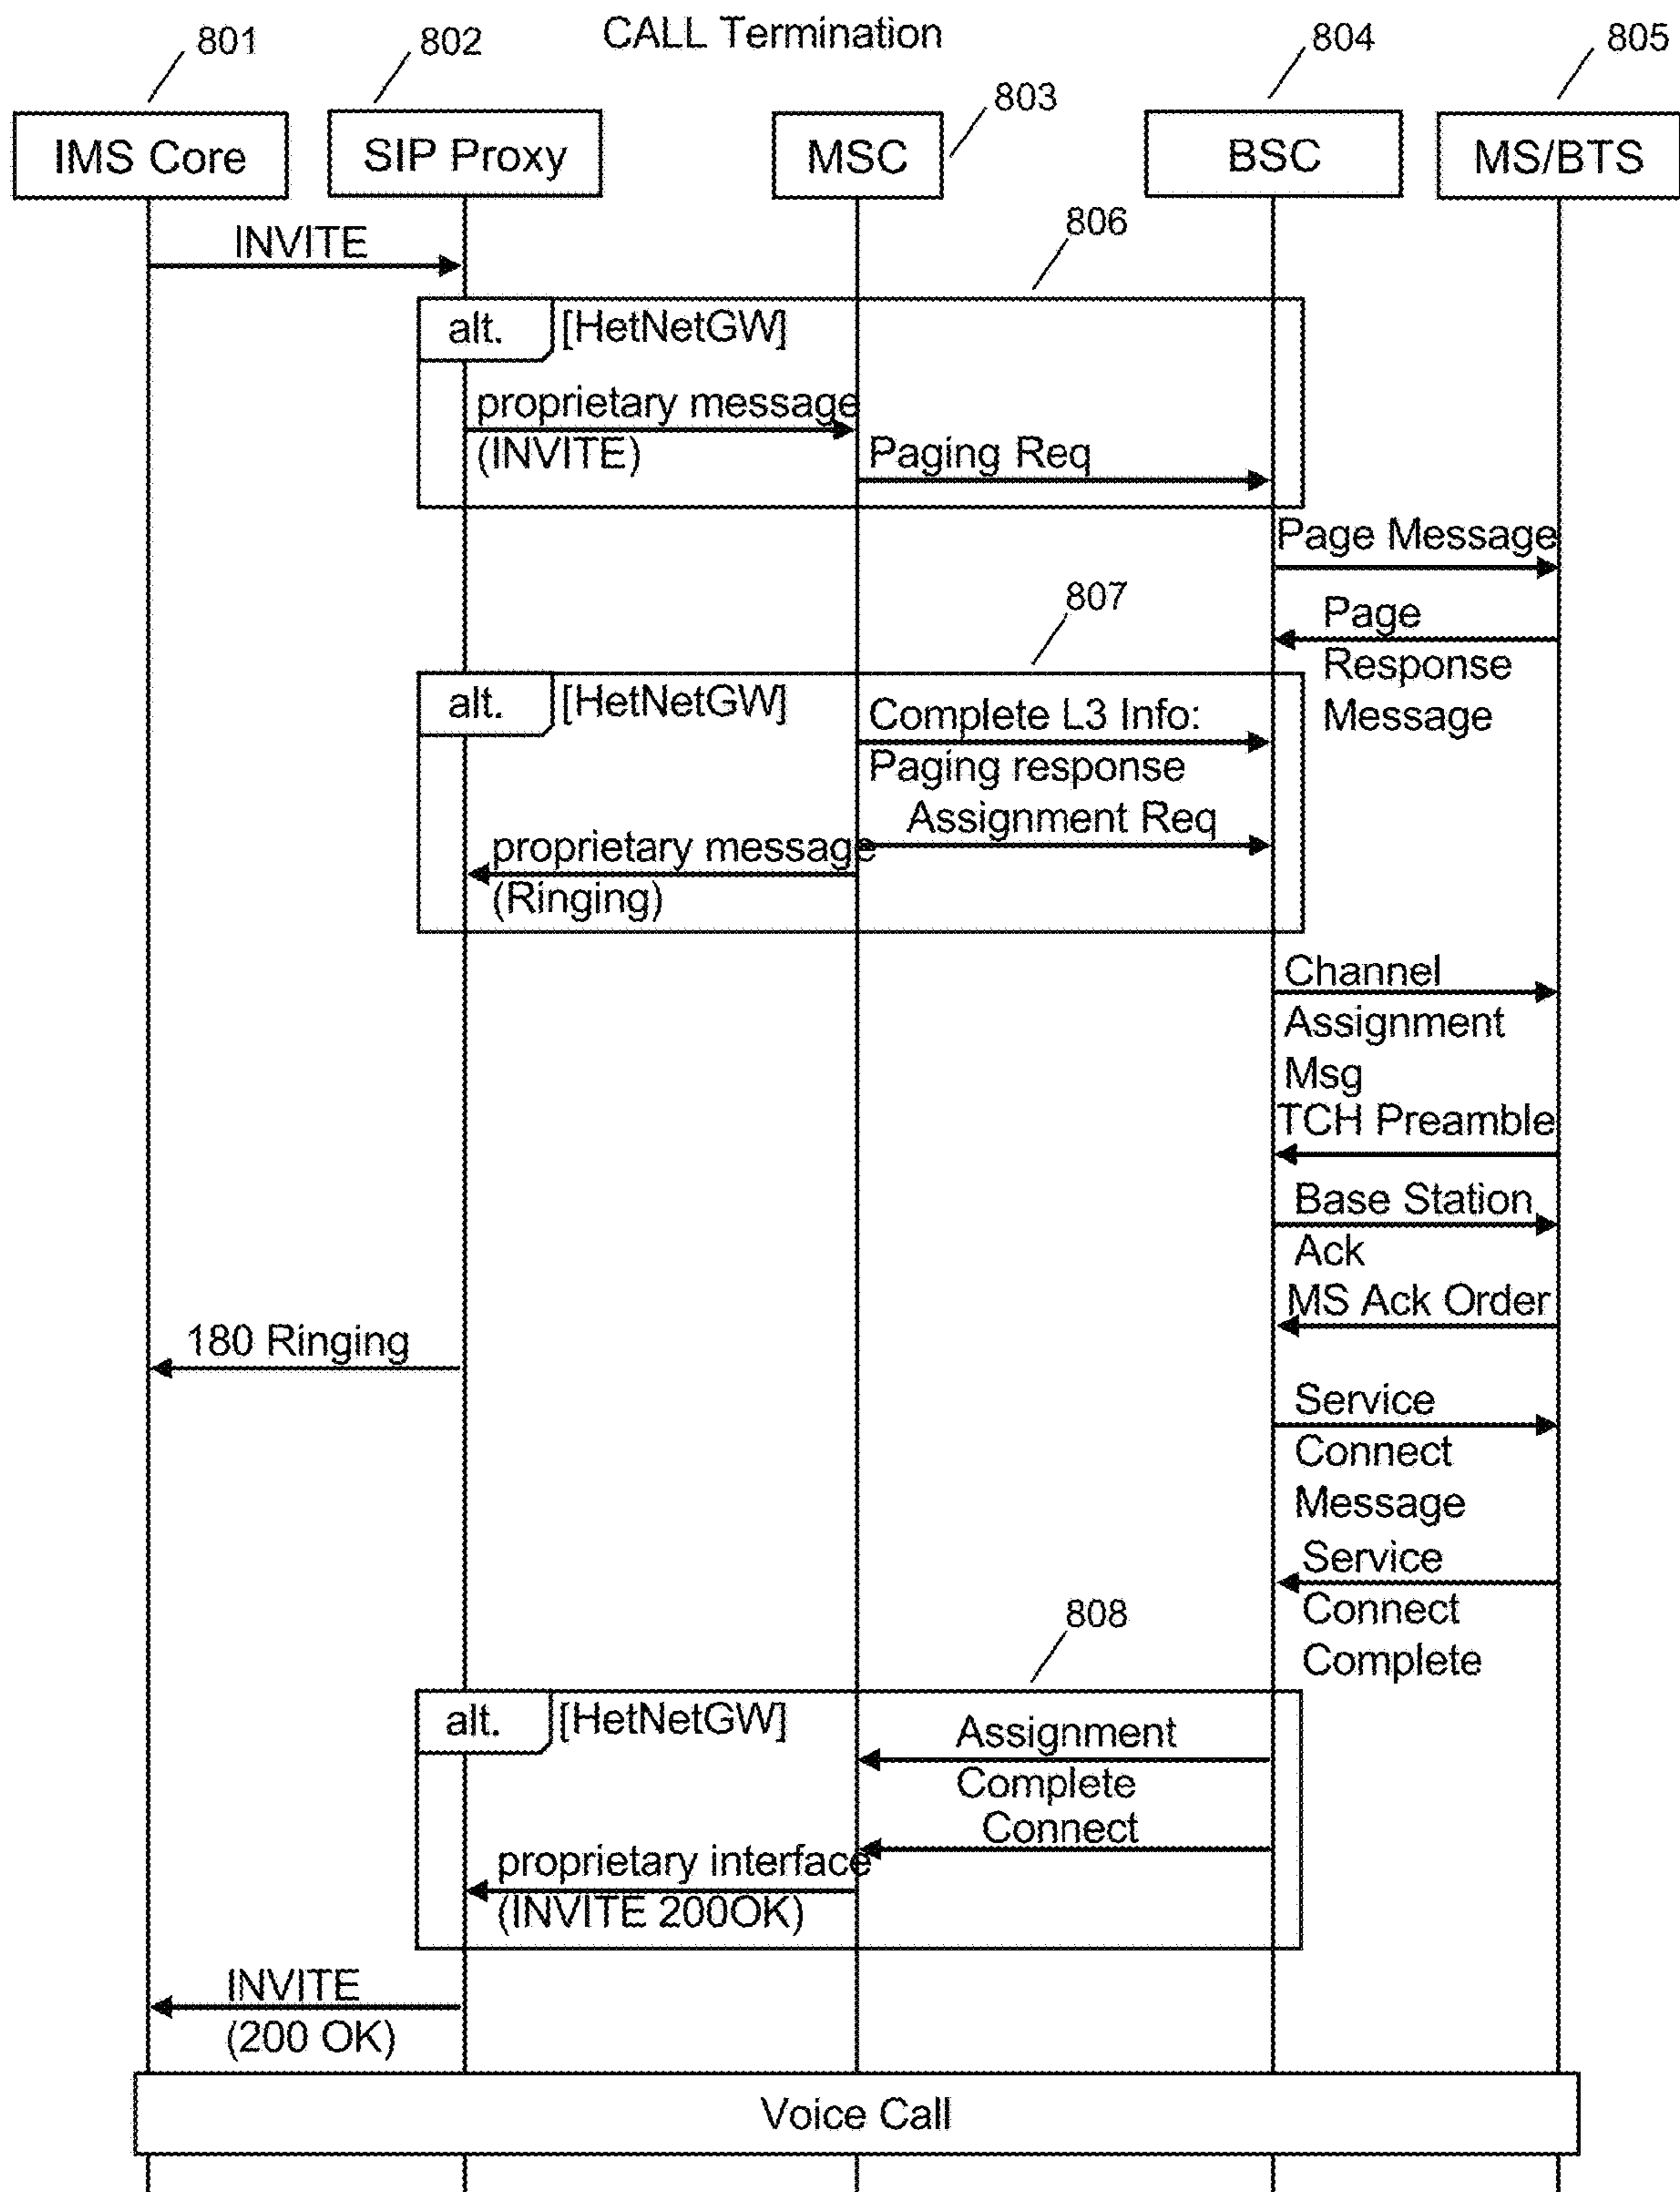 CALL Termination
801
802
803
804
805
IMS Core
SIP Proxy
MSC
BSC
MS/BTS
INVITE
806
alt.
[HetNetGW]
proprietary message
(INVITE)
Paging Req
Page Message
Page
Response
Message
807
alt.
[HetNetGW]
Complete L3 Info:
Paging response
Assignment Req
proprietary message
(Ringing)
Channel
Assignment
Msg
TCH Preamble
Base Station
Ack
MS Ack Order
180 Ringing
Service
Connect
Message
Service
Connect
Complete
808
alt.
[HetNetGW]
Assignment
Complete
Connect
proprietary interface
(INVITE 200OK)
INVITE
(200 OK)
Voice Call